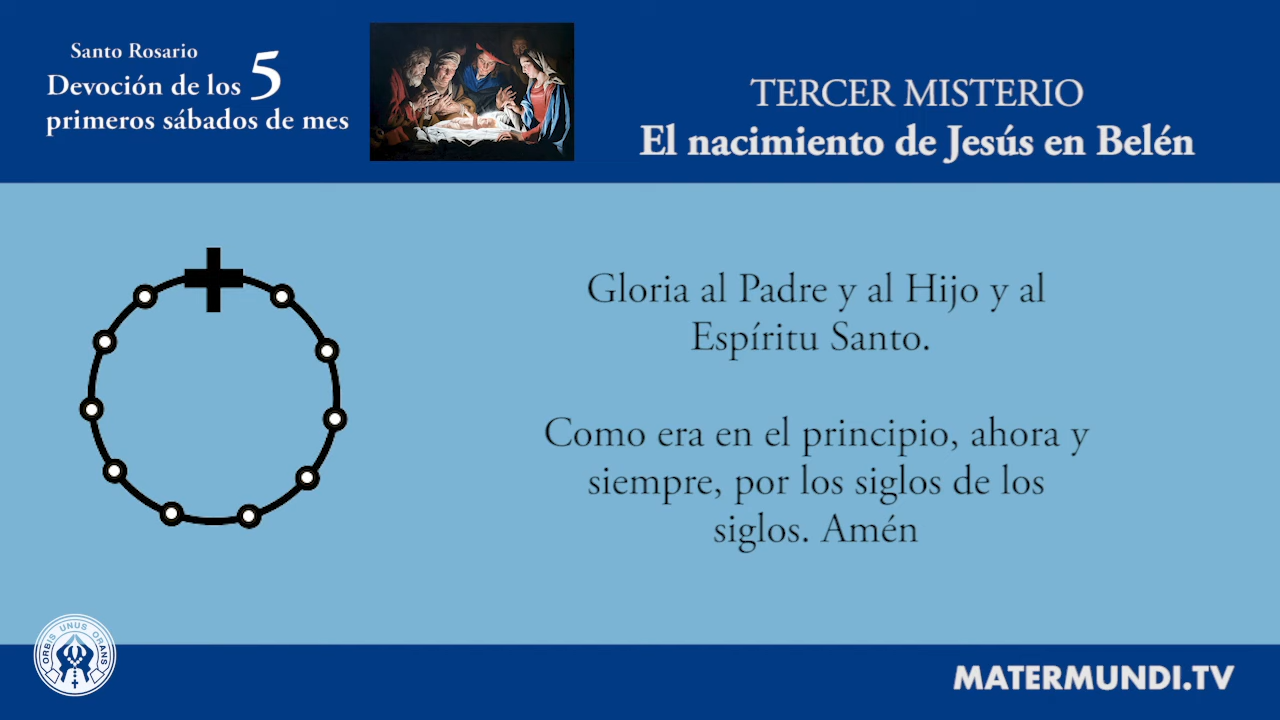 Santo Rosario
Devoción de los 5
primeros sábados de mes
TERCER MISTERIO
El nacimiento de Jesús en Belén
Gloria al Padre y al Hijo y al
Espíritu Santo.
Como era en el principio, ahora y
siempre, por los siglos de los
siglos. Amén
ORBIS UNUS ORANS
MATERMUNDI.TV